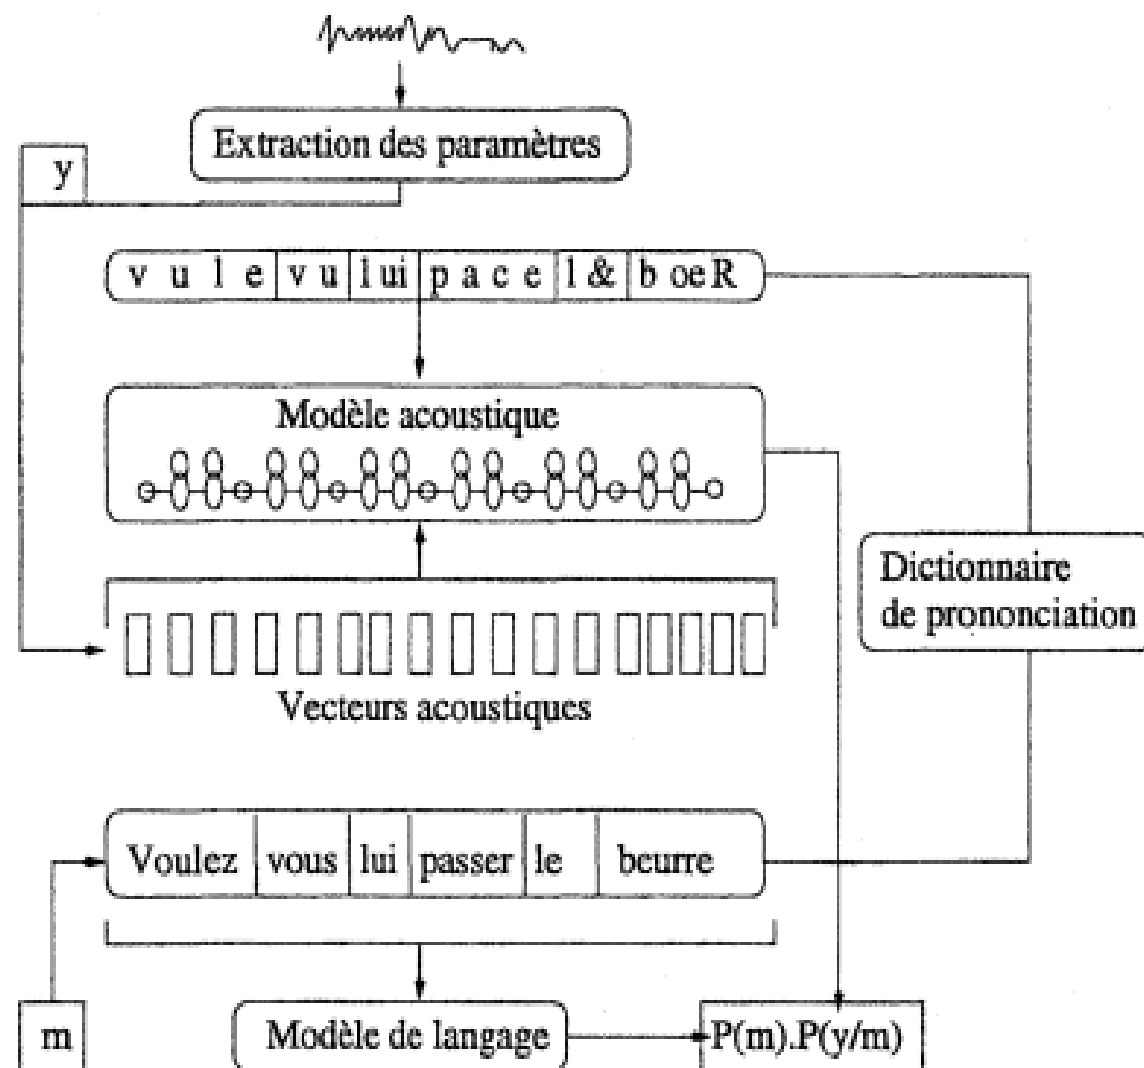 Extraction des paramètres
y
v u l e v u l ui p a c e l & b oe R
Modèle acoustique
Dictionnaire
de prononciation
Vecteurs acoustiques
Voulez vous lui passer le beurre
m
Modèle de langage
P(m).P(y/m)